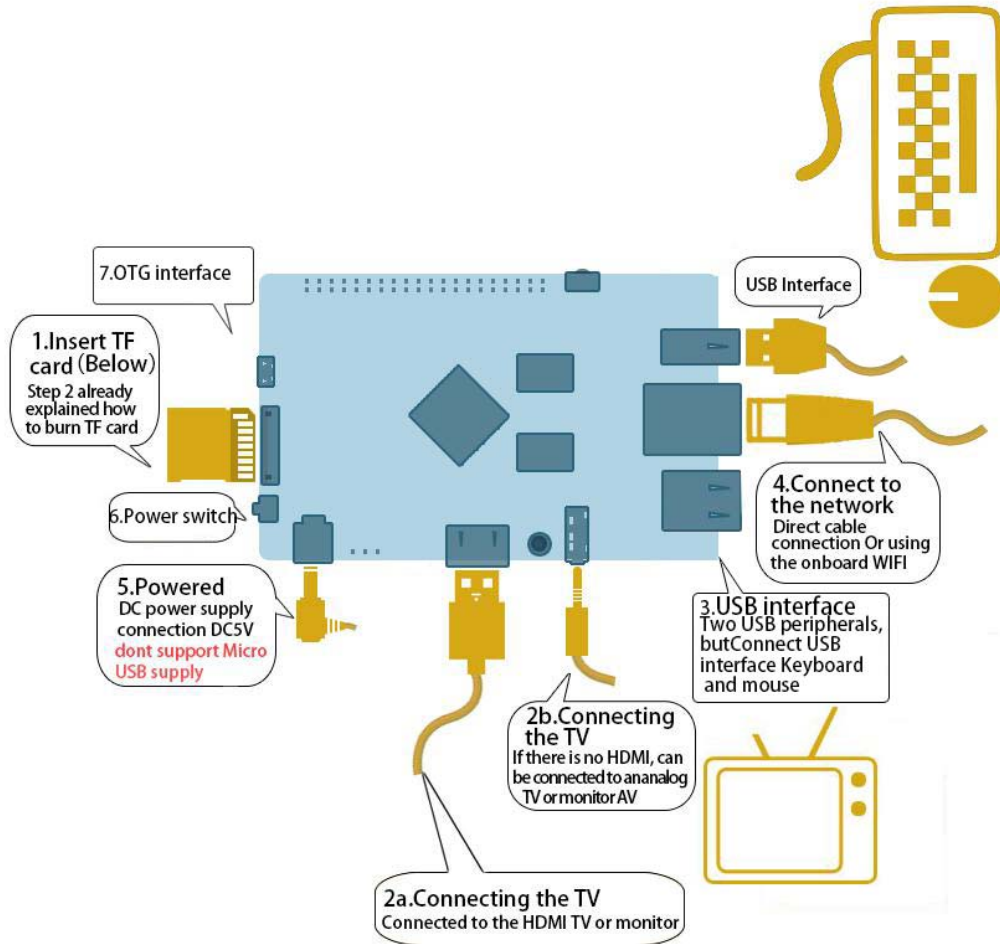 7.OTG interface
USB Interface
1.Insert TF
card (Below)
Step 2 already
explained how
to burn TF card
6.Power switch
4.Connect to
the network
Direct cable
connection Or using
the onboard WIFI
5.Powered
DC power supply
connection DC5V
dont support Micro
USB supply
3.USB interface
Two USB peripherals,
butConnect USB
interface Keyboard
and mouse
2b.Connecting
the TV
If there is no HDMI, can
be connected to ananalog
TV or monitor AV
2a.Connecting the TV
Connected to the HDMI TV or monitor